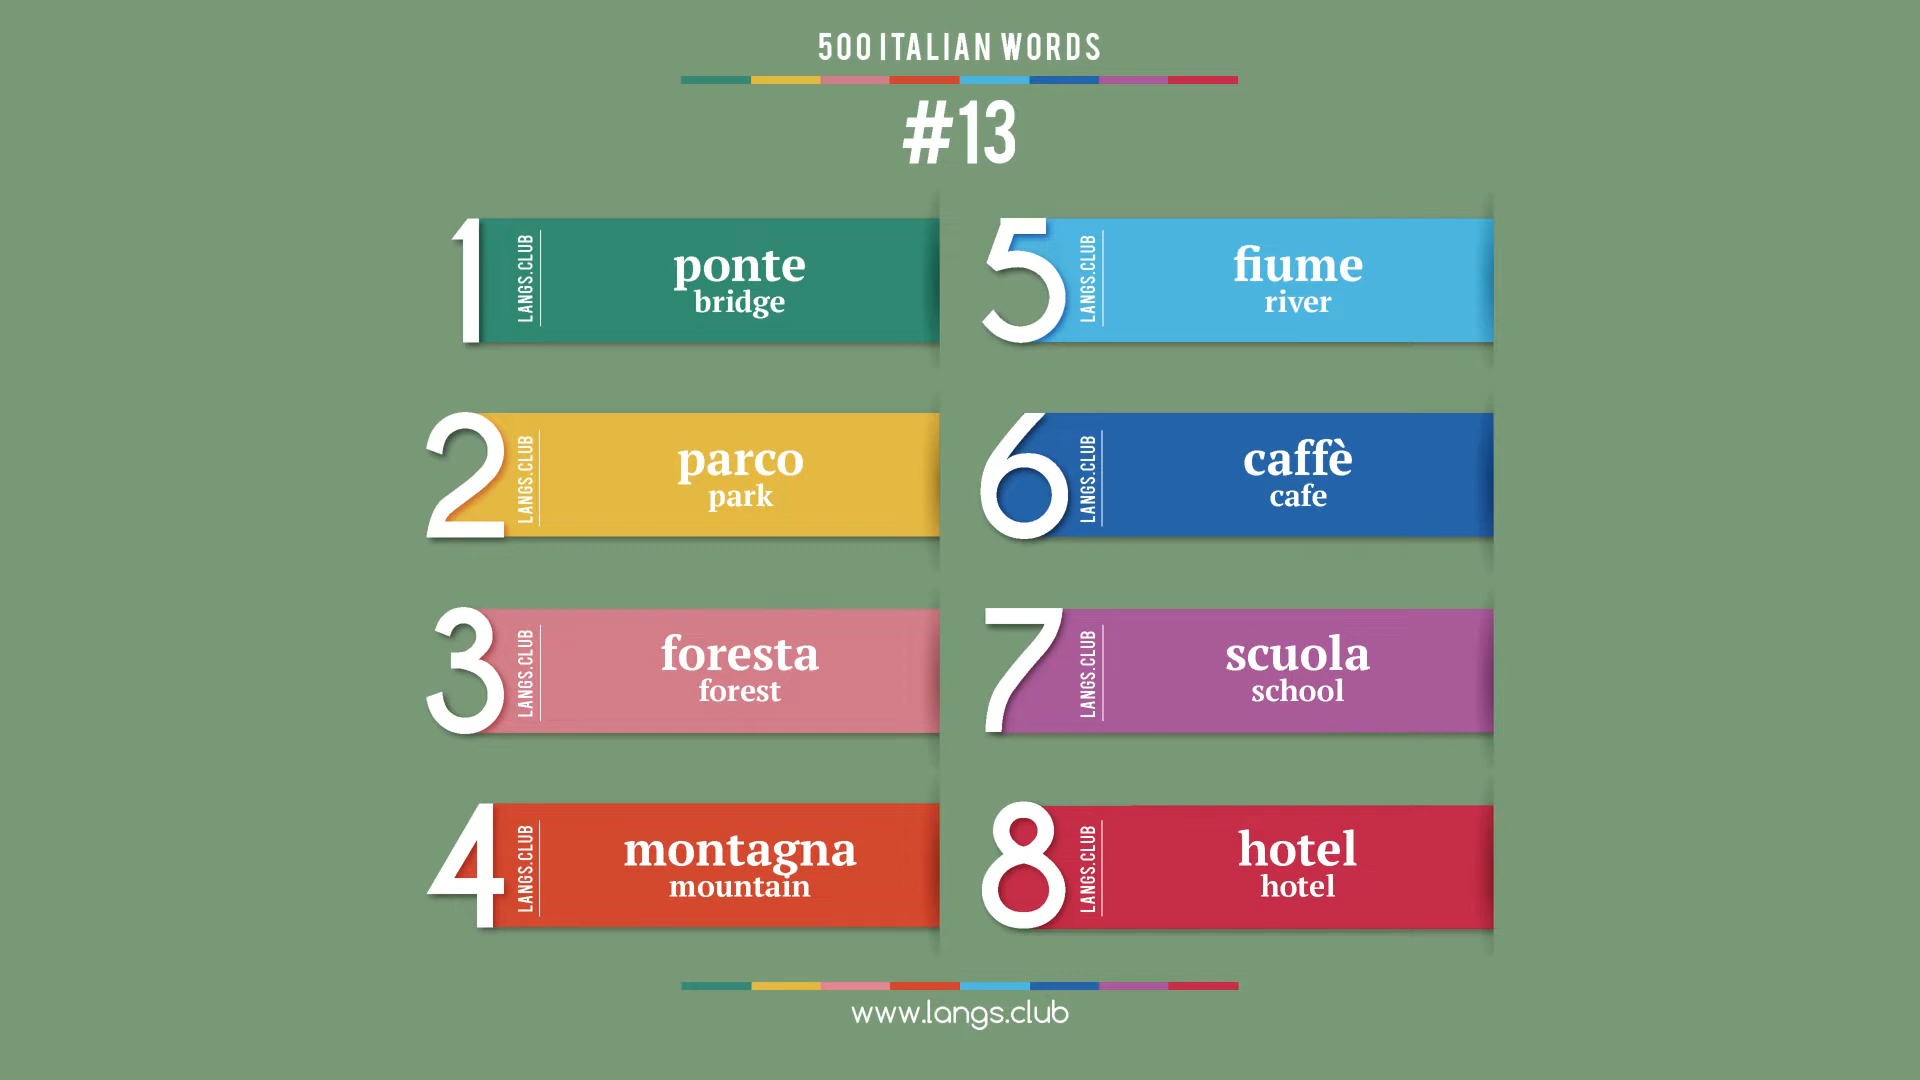 500 ITALIAN WORDS
#13
1
LANGS.CLUB
ponte
bridge
2
LANGS.CLUB
parco
park
3
LANGS.CLUB
foresta
forest
4
LANGS.CLUB
montagna
mountain
5
LANGS.CLUB
fiume
river
6
LANGS.CLUB
caffè
cafe
7
LANGS.CLUB
scuola
school
8
LANGS.CLUB
hotel
hotel
www.langs.club